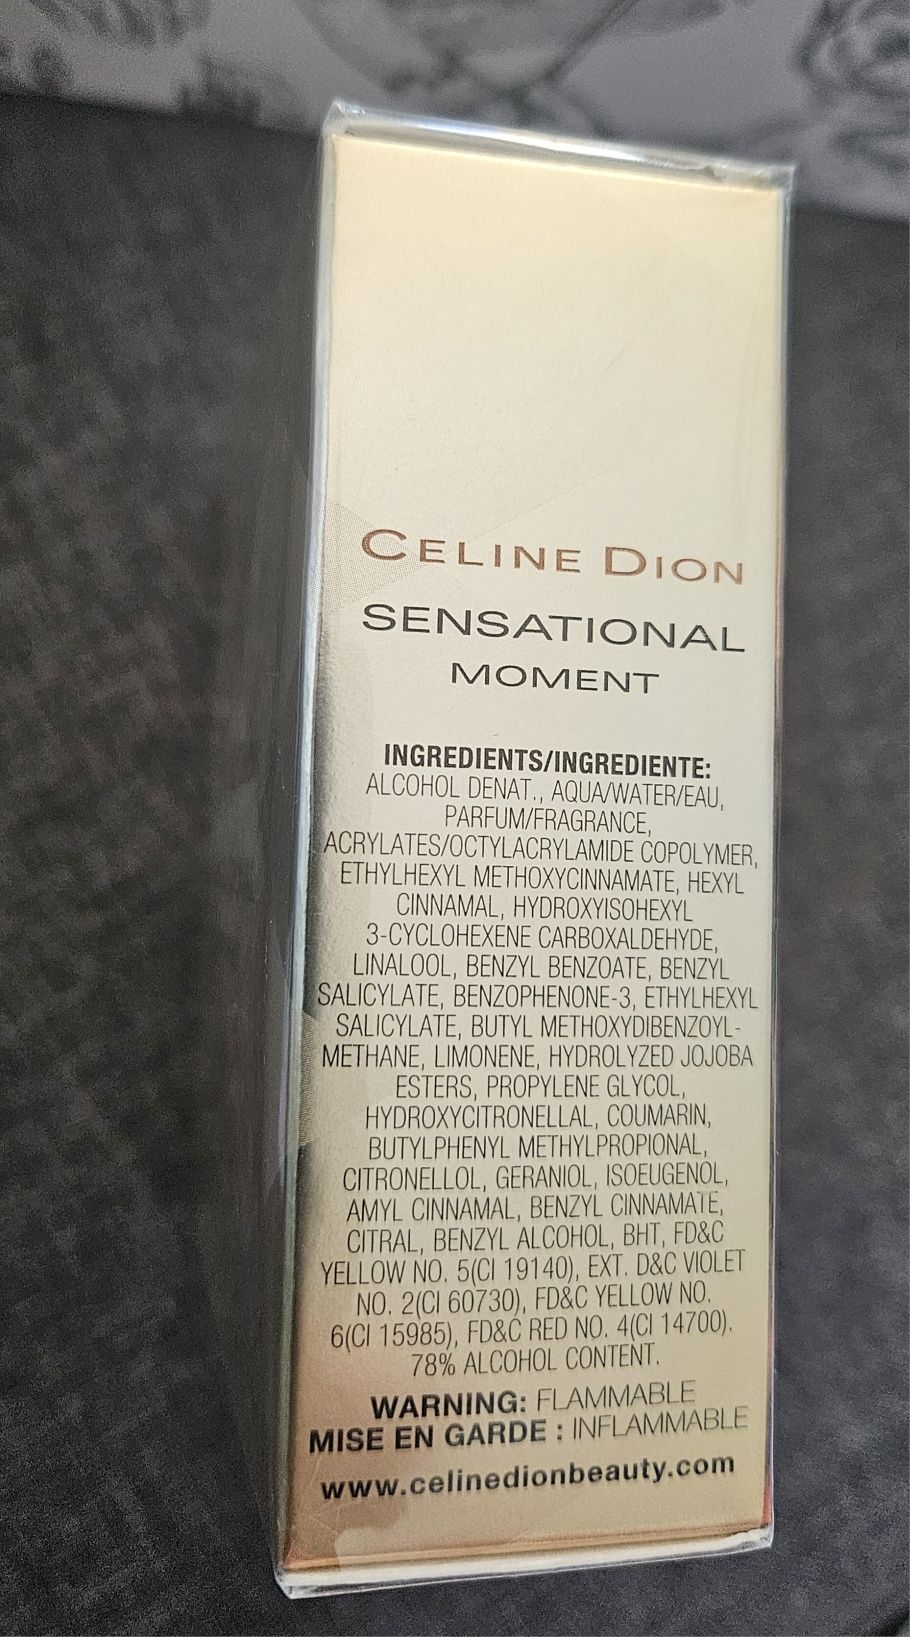 CELINE DION
SENSATIONAL
MOMENT
INGREDIENTS/INGREDIENTE:
ALCOHOL DENAT., AQUA/WATER/EAU,
PARFUM/FRAGRANCE,
ACRYLATES/OCTYLACRYLAMIDE COPOLYMER,
ETHYLHEXYL METHOXYCINNAMATE, HEXYL
CINNAMAL, HYDROXYISOHEXYL
3-CYCLOHEXENE CARBOXALDEHYDE,
LINALOOL, BENZYL BENZOATE, BENZYL
SALICYLATE, BENZOPHENONE-3, ETHYLHEXYL
SALICYLATE, BUTYL METHOXYDIBENZOYL-
METHANE, LIMONENE, HYDROLYZED JOJOBA
ESTERS, PROPYLENE GLYCOL,
HYDROXYCITRONELLAL, COUMARIN,
BUTYLPHENYL METHYLPROPIONAL,
CITRONELLOL, GERANIOL, ISOEUGENOL,
AMYL CINNAMAL, BENZYL CINNAMATE,
CITRAL, BENZYL ALCOHOL, BHT, FD&C
YELLOW NO. 5(CI 19140), EXT. D&C VIOLET
NO. 2(CI 60730), FD&C YELLOW NO.
6(CI 15985), FD&C RED NO. 4(CI 14700).
78% ALCOHOL CONTENT.
WARNING: FLAMMABLE
MISE EN GARDE : INFLAMMABLE
www.celinedionbeauty.com